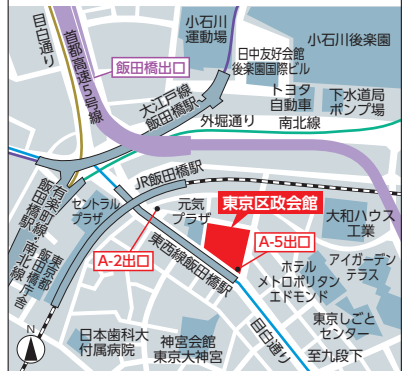 目白通り
首都高速5号線
飯田橋出口
小石川
運動場
日中友好会館
後楽園国際ビル
小石川後楽園
大江戸線
飯田橋駅
トヨタ
自動車
下水道局
ポンプ場
外堀通り
南北線
JR飯田橋駅
有楽町線・南北線
飯田橋駅
東京都
飯田橋庁舎
セントラル
プラザ
元気
プラザ
東京区政会館
大和ハウス
工業
A-2出口
東西線飯田橋駅
A-5出口
ホテル
メトロポリタン
エドモンド
アイガーデン
テラス
東京しごと
センター
目白通り
至九段下
N
日本歯科大
付属病院
神宮会館
東京大神宮